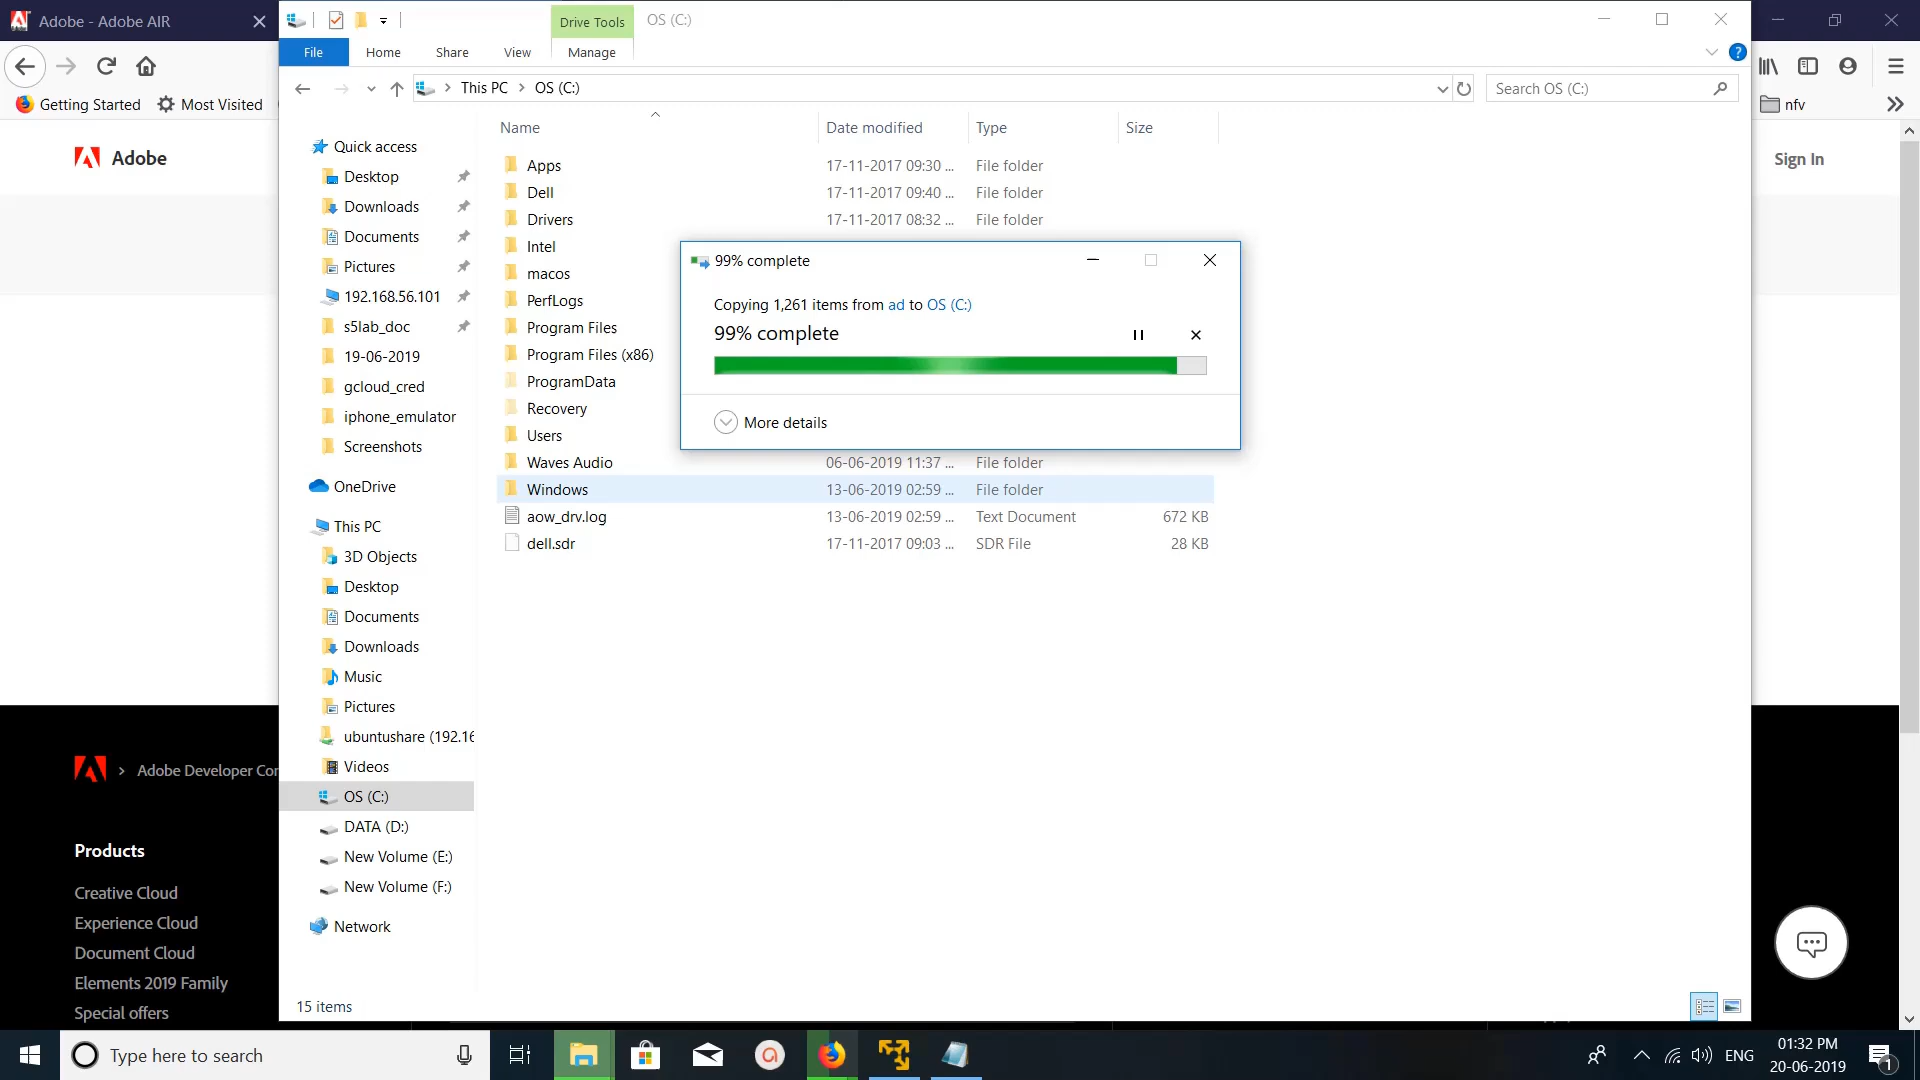 Adobe - Adobe AIR
Drive Tools
OS (C:)
File
Home
Share
View
Manage
This PC
OS (C:)
Search OS (C:)
Getting Started
Most Visited
nfv
Adobe
Sign In
Name
Date modified
Type
Size
Quick access
Desktop
Downloads
Documents
Pictures
192.168.56.101
s5lab_doc
19-06-2019
gcloud_cred
iphone_emulator
Screenshots
OneDrive
This PC
3D Objects
Desktop
Documents
Downloads
Music
Pictures
ubuntushare (192.16
Videos
OS (C:)
DATA (D:)
New Volume (E:)
New Volume (F:)
Network
Apps 17-11-2017 09:30 ... File folder
Dell 17-11-2017 09:40 ... File folder
Drivers 17-11-2017 08:32 ... File folder
Intel
macos
PerfLogs
Program Files
Program Files (x86)
ProgramData
Recovery
Users
Waves Audio 06-06-2019 11:37 ... File folder
Windows 13-06-2019 02:59 ... File folder
aow_drv.log 13-06-2019 02:59 ... Text Document 672 KB
dell.sdr 17-11-2017 09:03 ... SDR File 28 KB
99% complete
Copying 1,261 items from ad to OS (C:)
99% complete
More details
15 items
Adobe Developer Con
Products
Creative Cloud
Experience Cloud
Document Cloud
Elements 2019 Family
Special offers
Type here to search
ENG
01:32 PM
20-06-2019
1